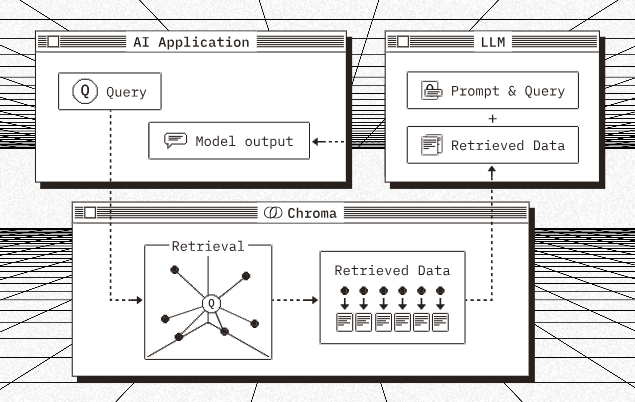 AI Application
Q Query
Model output
LLM
Prompt & Query
+
Retrieved Data
Chroma
Retrieval
Q
Retrieved Data